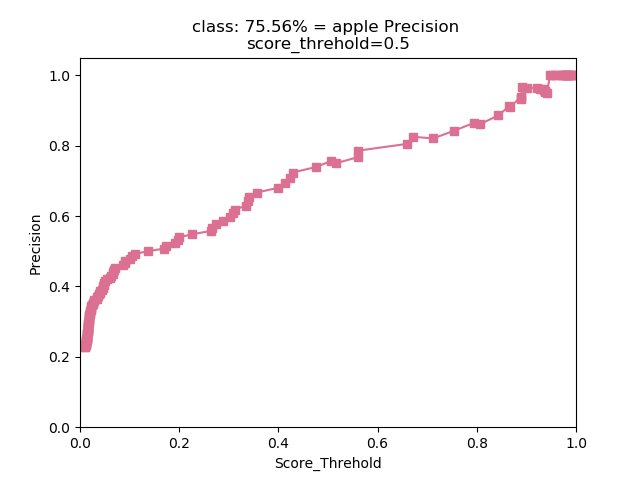 class: 75.56% = apple Precision
score_threhold=0.5
1.0
0.8
0.6
0.4
0.2
0.0
Precision
0.0 0.2 0.4 0.6 0.8 1.0
Score_Threhold